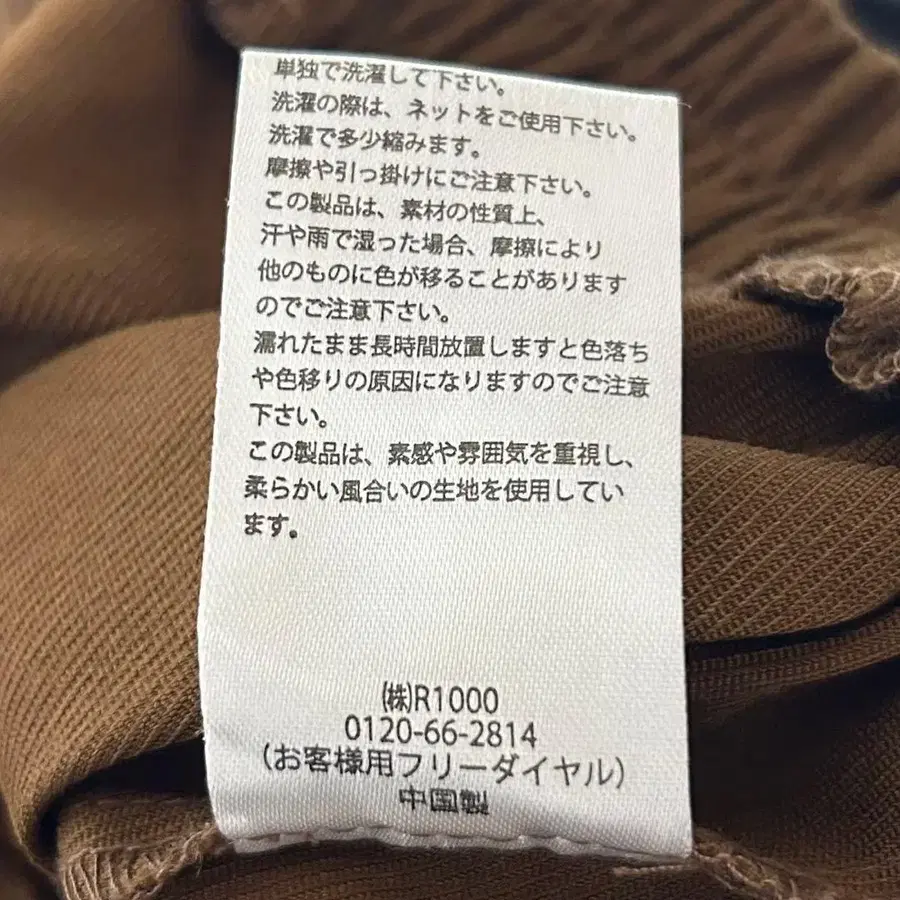 単独で洗濯して下さい。
洗濯の際は、ネットをご使用下さい。
洗濯で多少縮みます。
摩擦や引っ掛けにご注意下さい。
この製品は、素材の性質上、
汗や雨で湿った場合、摩擦により
他のものに色が移ることがあります
のでご注意下さい。
漏れたまま長時間放置しますと色落ち
や色移りの原因になりますのでご注意
下さい。
この製品は、素感や雰囲気を重視し、
柔らかい風合いの生地を使用してい
ます。
㈱R1000
0120-66-2814
(お客様用フリーダイヤル)
中国製